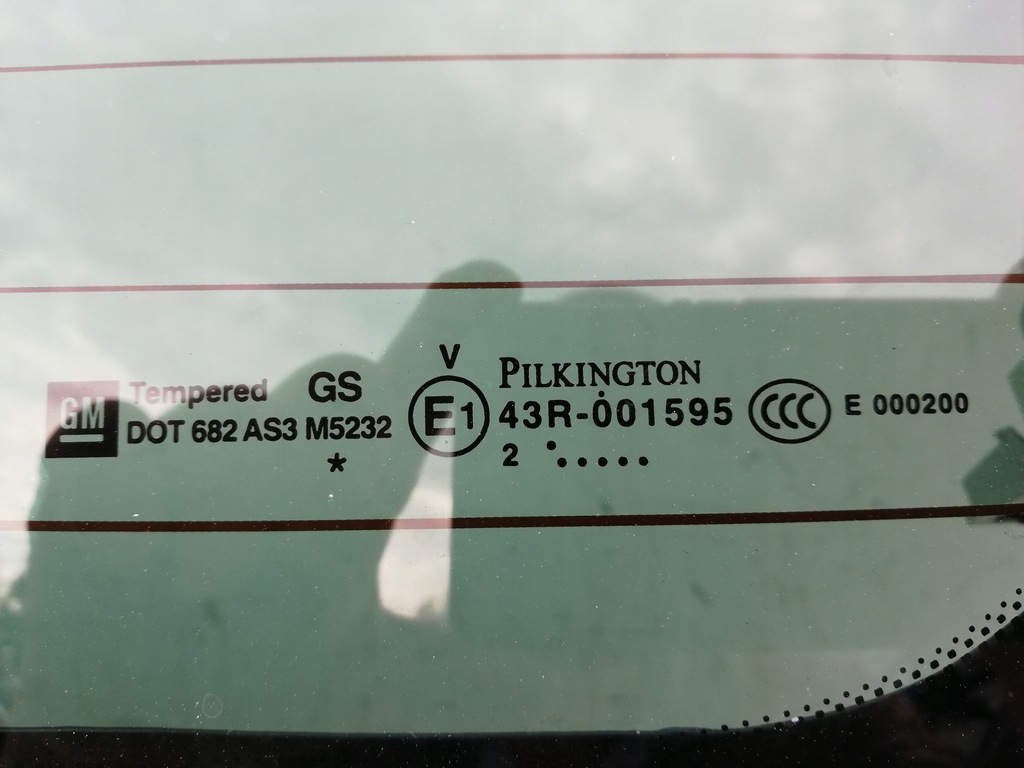 GM
Tempered GS
DOT 682 AS3 M5232
*
V
E1
PILKINGTON
43R-001595
2 ......
CCC
E 000200